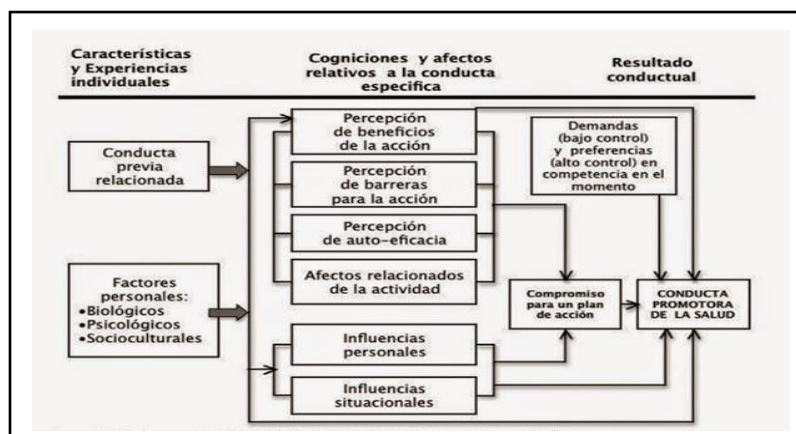 Características
y Experiencias
individuales
Cogniciones y afectos
relativos a la conducta
especifica
Resultado
conductual
Conducta
previa
relacionada
Factores
personales:
•Biológicos
•Psicológicos
•Socioculturales
Percepción
de beneficios
de la acción
Percepción
de barreras
para la acción
Percepción
de auto-eficacia
Afectos relacionados
de la actividad
Influencias
personales
Influencias
situacionales
Demandas
(bajo control)
y preferencias
(alto control) en
competencia en el
momento
Compromiso
para un plan
de acción
CONDUCTA
PROMOTORA
DE LA SALUD